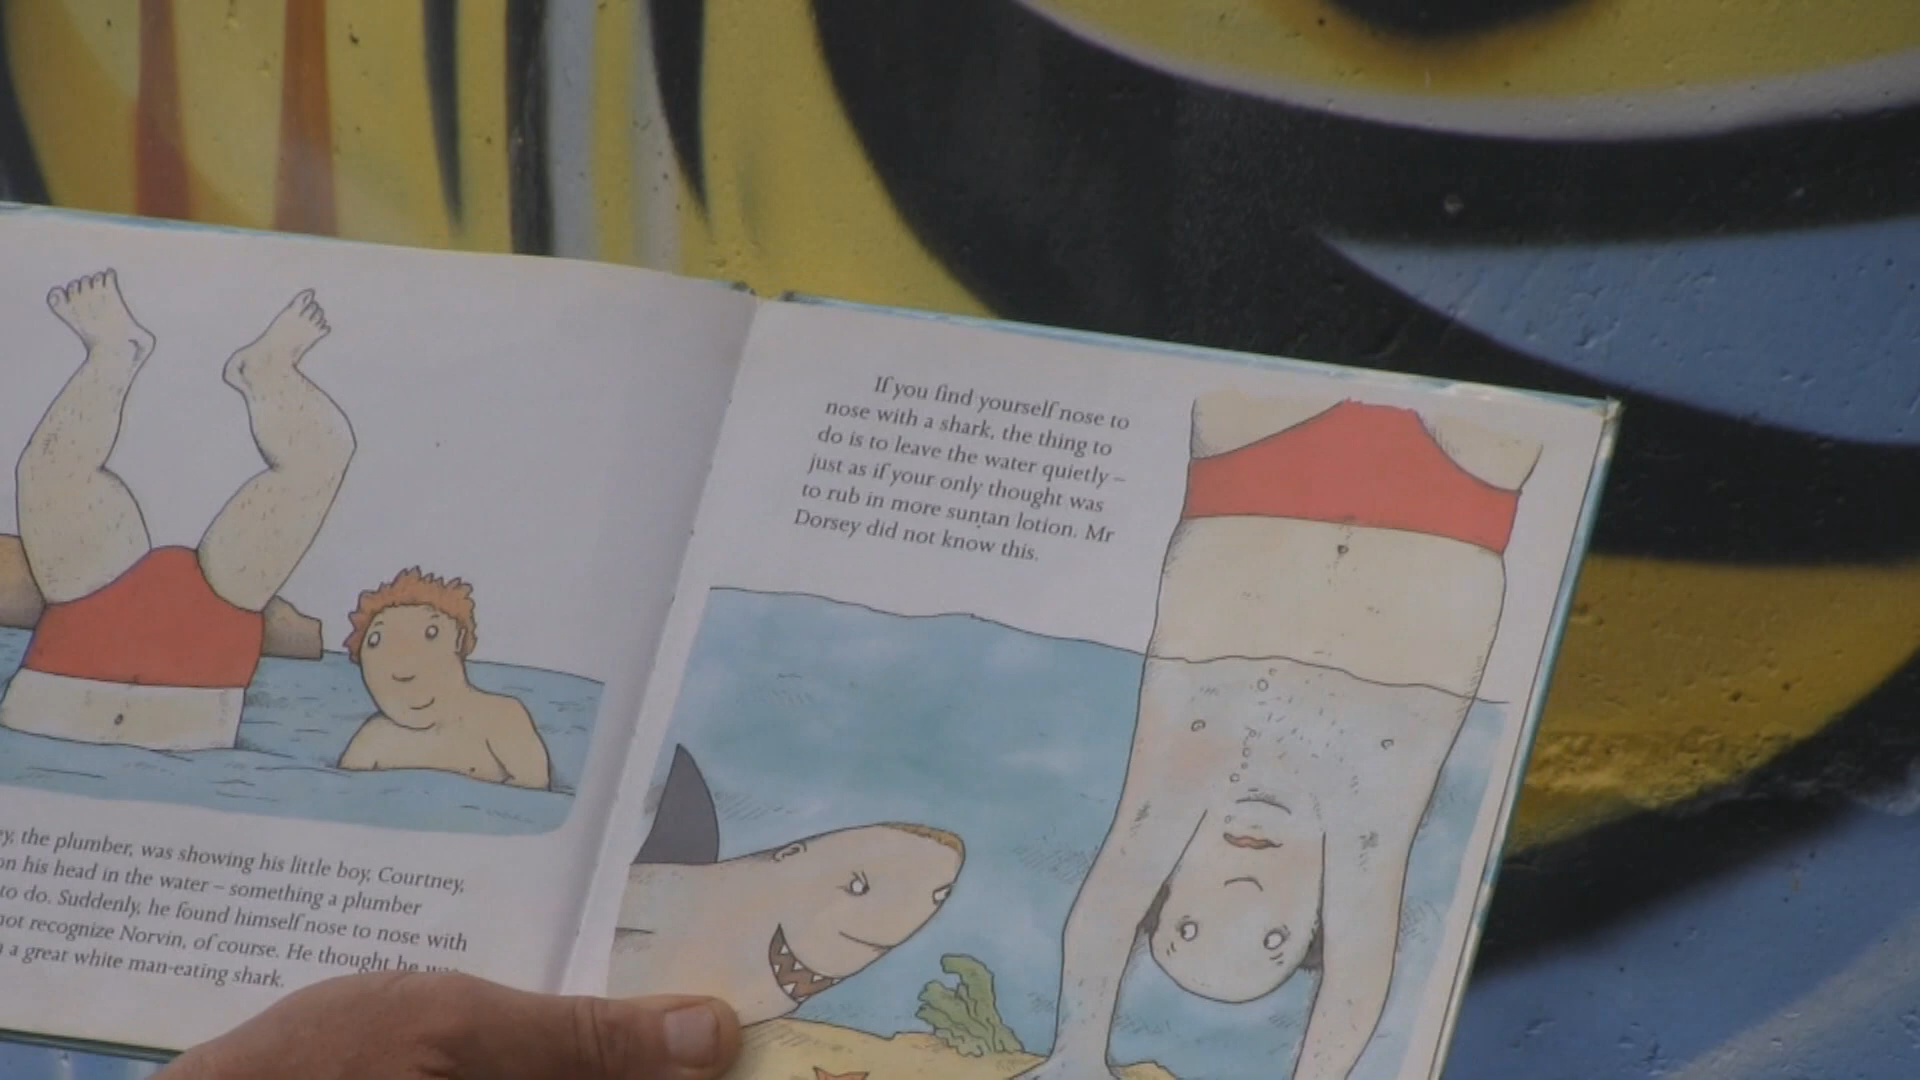 y, the plumber, was showing his little boy, Courtney,
on his head in the water – something a plumber
to do. Suddenly, he found himself nose to nose with
not recognize Norvin, of course. He thought he
a great white man-eating shark.
If you find yourself nose to
nose with a shark, the thing to
do is to leave the water quietly –
just as if your only thought was
to rub in more suntan lotion. Mr
Dorsey did not know this.